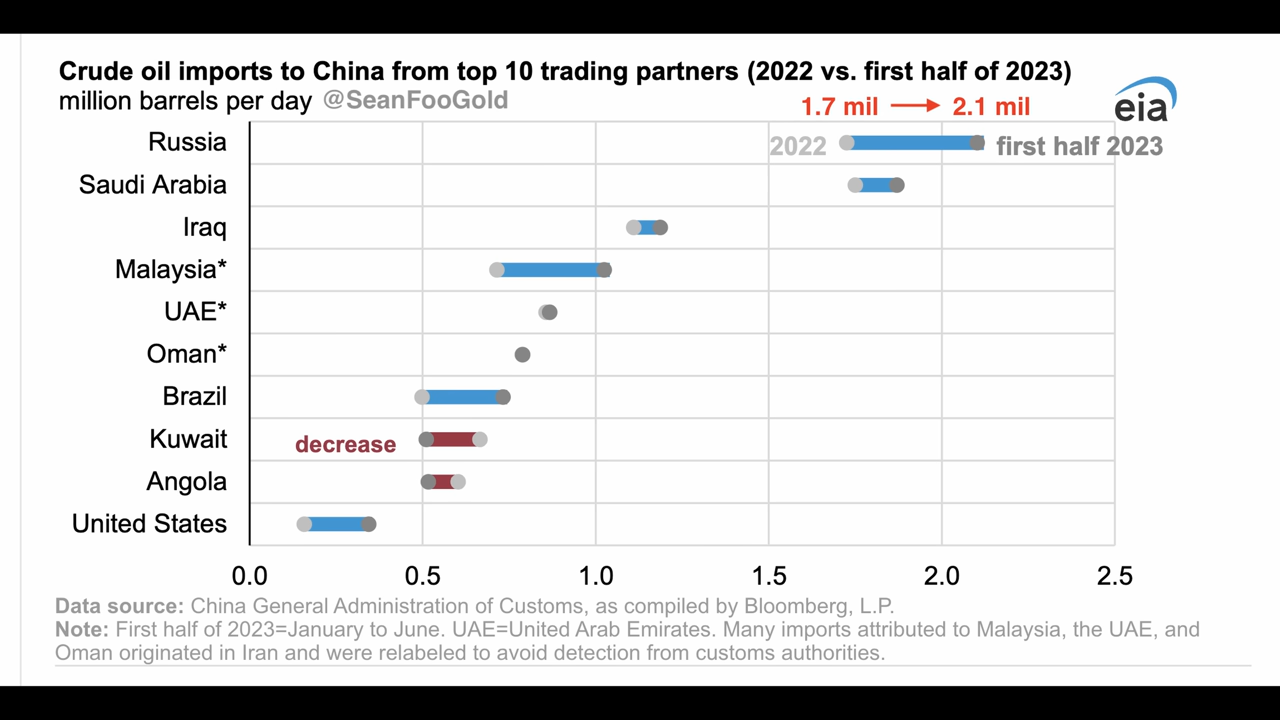 Crude oil imports to China from top 10 trading partners (2022 vs. first half of 2023)
million barrels per day @SeanFooGold
1.7 mil → 2.1 mil
eia
Russia
2022
first half 2023
Saudi Arabia
Iraq
Malaysia*
UAE*
Oman*
Brazil
Kuwait
decrease
Angola
United States
0.0 0.5 1.0 1.5 2.0 2.5
Data source: China General Administration of Customs, as compiled by Bloomberg, L.P.
Note: First half of 2023=January to June. UAE=United Arab Emirates. Many imports attributed to Malaysia, the UAE, and
Oman originated in Iran and were relabeled to avoid detection from customs authorities.